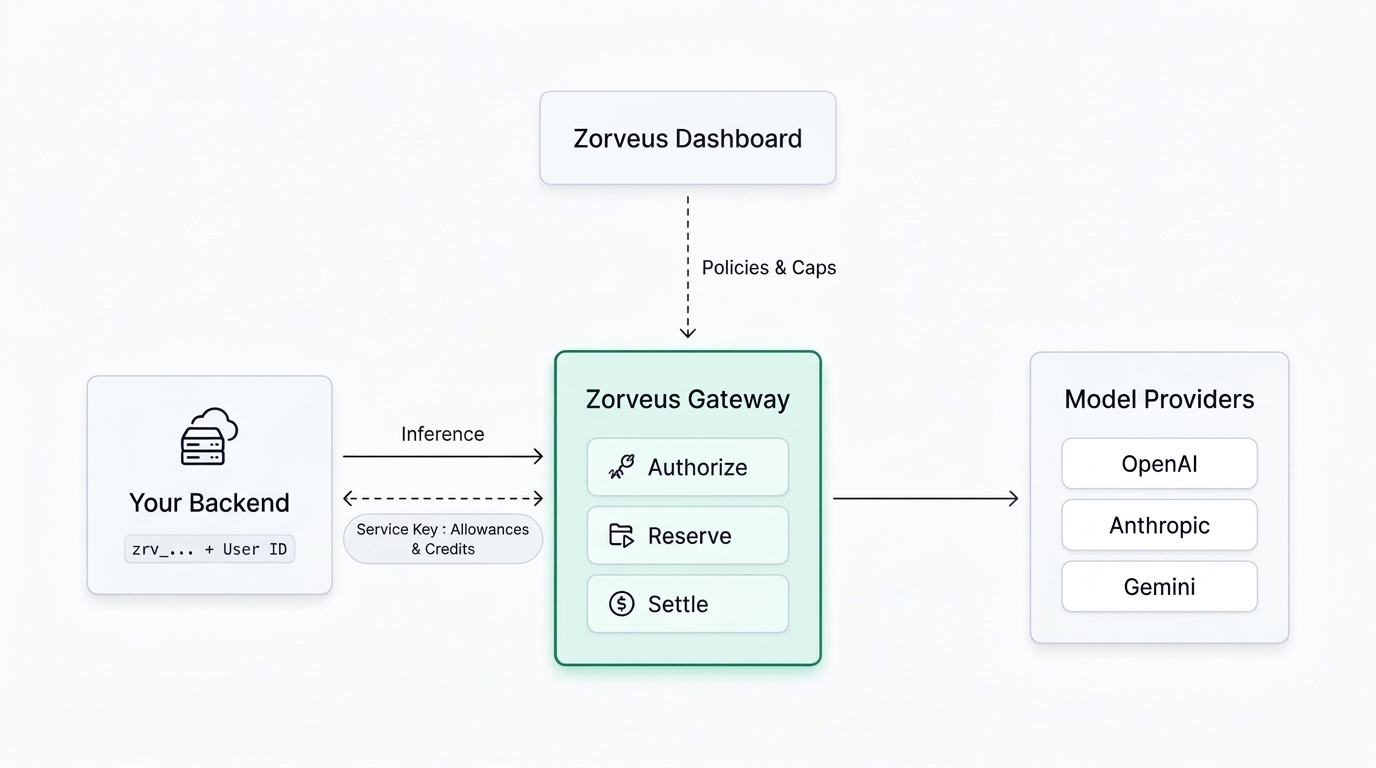 Zorveus Dashboard
Policies & Caps
Your Backend
zrv_... + User ID
Inference
Service Key : Allowances
& Credits
Zorveus Gateway
Authorize
Reserve
Settle
Model Providers
OpenAI
Anthropic
Gemini